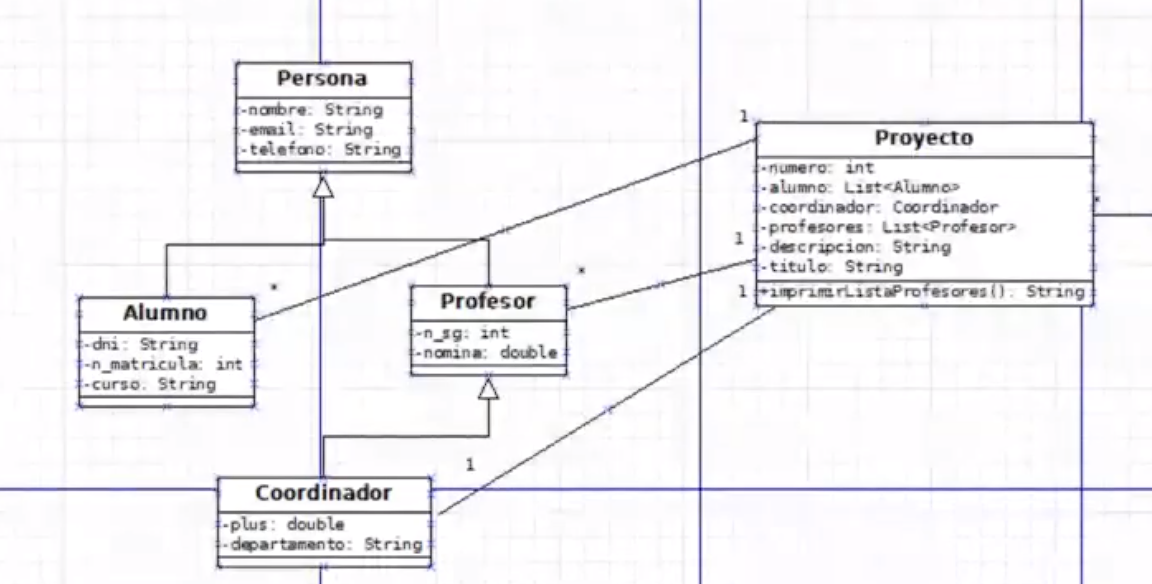 Persona
-nombre: String
-email: String
-telefono: String
1
Proyecto
-numero: int
-alumno: List<Alumno>
-coordinador: Coordinador
-profesores: List<Profesor>
-descripcion: String
-titulo: String
+imprimirListaProfesores(): String
*
1
1
*
Alumno
-dni: String
-n_matricula: int
-curso: String
*
Profesor
-n_sg: int
-nomina: double
1
Coordinador
-plus: double
-departamento: String